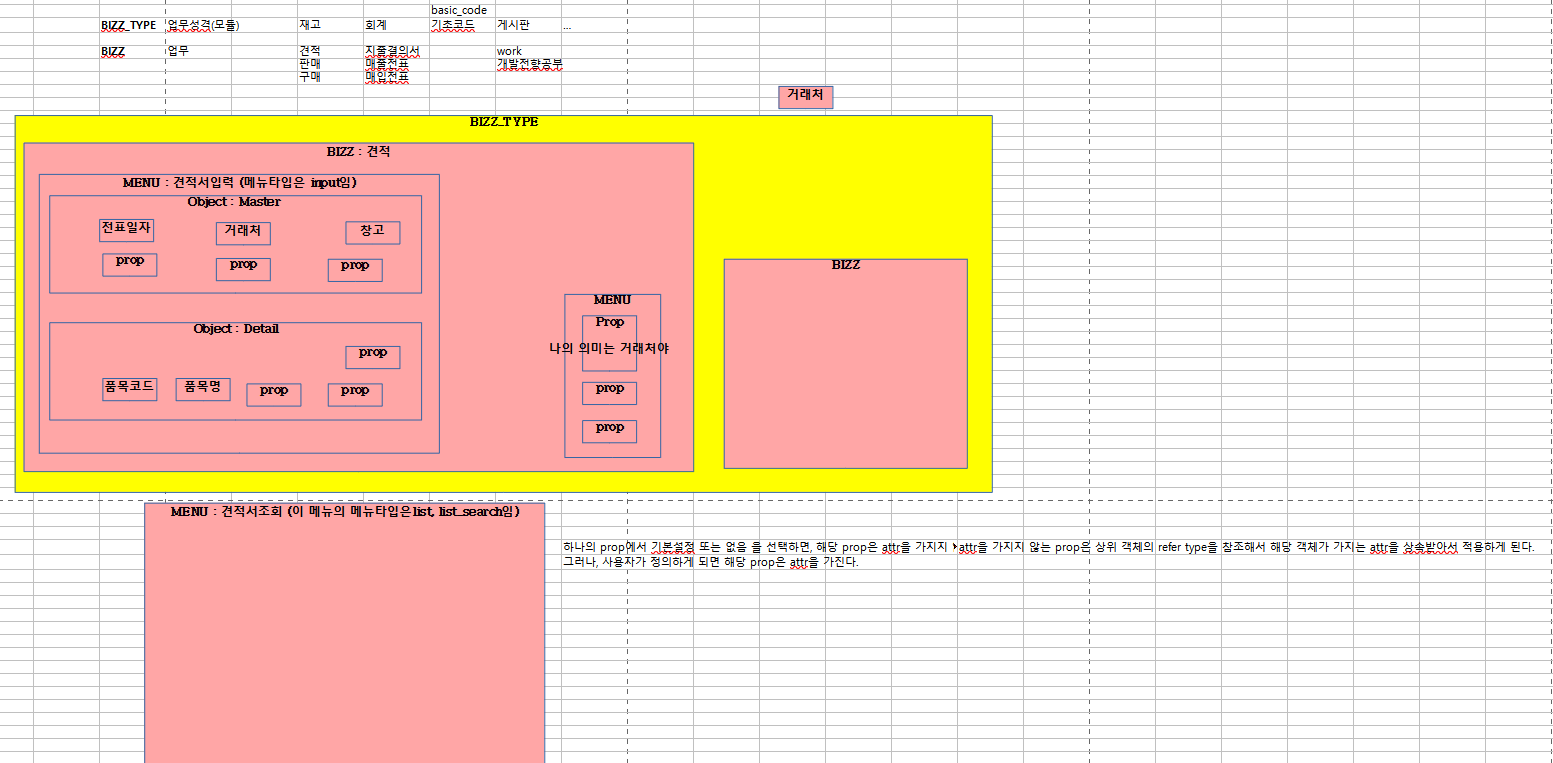 basic_code
BIZZ_TYPE 업무성격(모듈) 재고 회계 기초코드 게시판 ...
BIZZ 업무 견적 지출결의서 work
판매 매출전표 개발전향공부
구매 매입전표
거래처
BIZZ_TYPE
BIZZ : 견적
MENU : 견적서입력 (메뉴타입은 input임)
Object : Master
전표일자 거래처 창고
prop prop prop
Object : Detail
prop
품목코드 품목명 prop prop
MENU
Prop
나의 의미는 거래처야
prop
prop
BIZZ
MENU : 견적서조회 (이 메뉴의 메뉴타입은list, list_search임)
하나의 prop에서 기본설정 또는 없음 을 선택하면, 해당 prop은 attr을 가지지 attr을 가지지 않는 prop은 상위 객체의 refer type을 참조해서 해당 객체가 가지는 attr을 상속받아서 적용하게 된다.
그러나, 사용자가 정의하게 되면 해당 prop은 attr을 가진다.